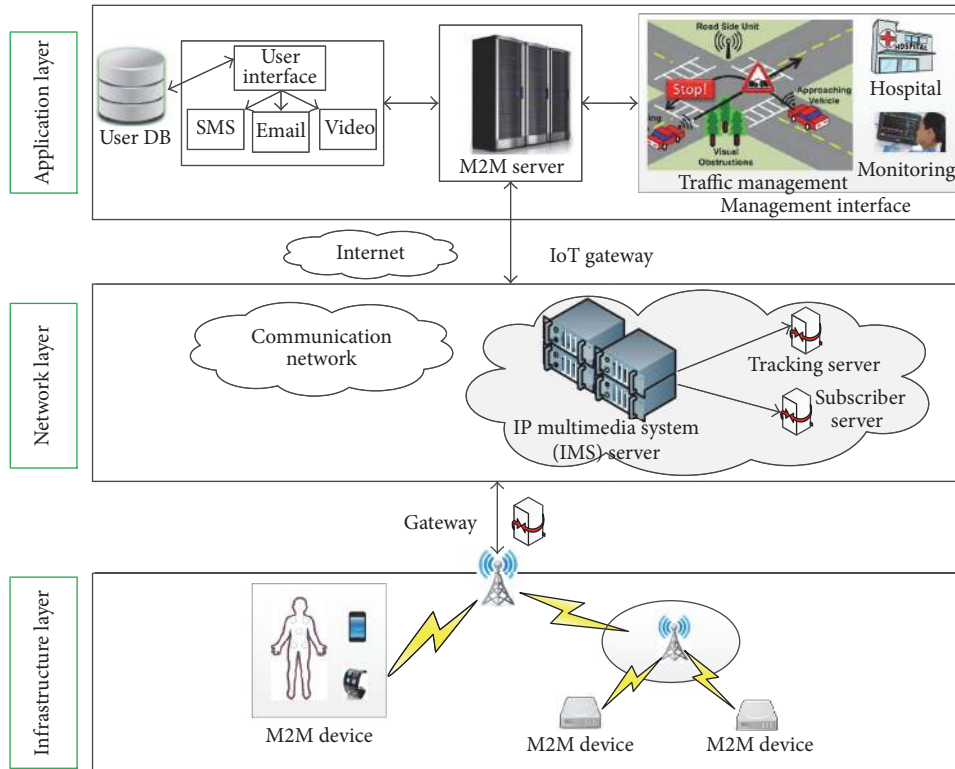 Application layer
User DB
User
interface
SMS
Email
Video
M2M server
Road Side Unit
Stop!
Approaching
Vehicle
Visual
Obstructions
Traffic management
HOSPITAL
Hospital
Monitoring
Management interface
Internet
IoT gateway
Network layer
Communication
network
IP multimedia system
(IMS) server
Tracking server
Subscriber
server
Gateway
Infrastructure layer
M2M device
M2M device
M2M device